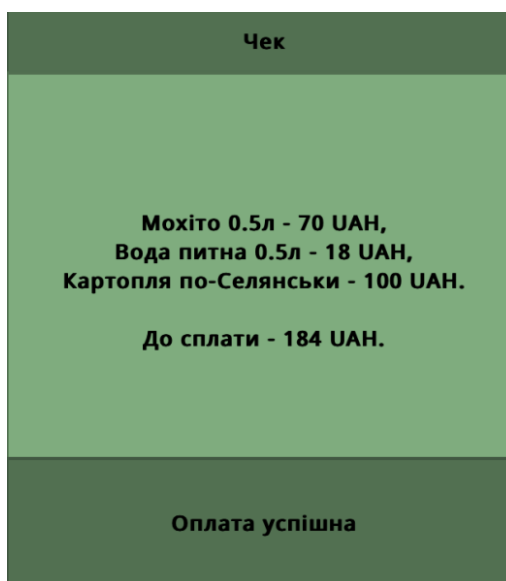 Чек
Мохіто 0.5л - 70 UAH,
Вода питна 0.5л - 18 UAH,
Картопля по-Селянськи - 100 UAH.
До сплати - 184 UAH.
Оплата успішна